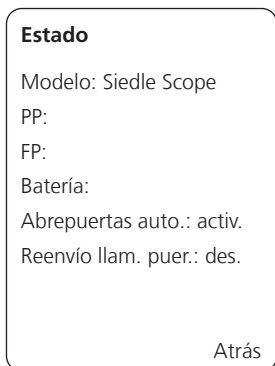 Estado
Modelo: Siedle Scope
PP:
FP:
Batería:
Abrepuertas auto.: activ.
Reenvío llam. puer.: des.
Atrás